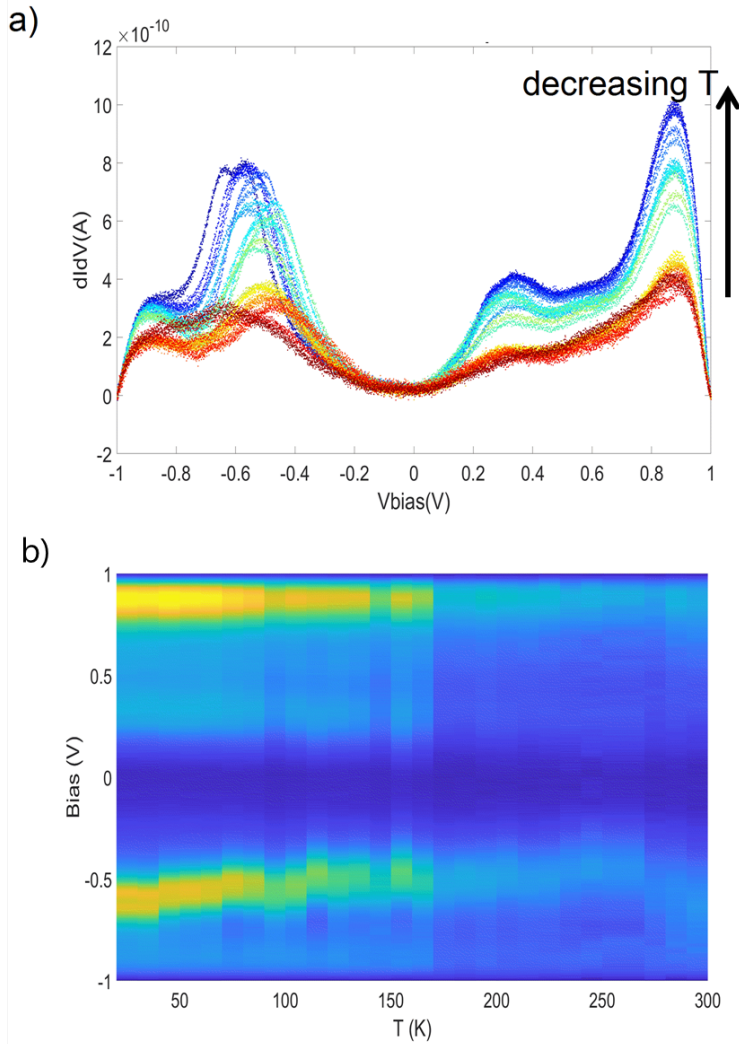 a)
×10⁻¹⁰
decreasing T
12
10
8
6
4
2
0
-2
dIdV(A)
-1 -0.8 -0.6 -0.4 -0.2 0 0.2 0.4 0.6 0.8 1
Vbias(V)
b)
1
0.5
0
-0.5
-1
Bias (V)
50 100 150 200 250 300
T (K)